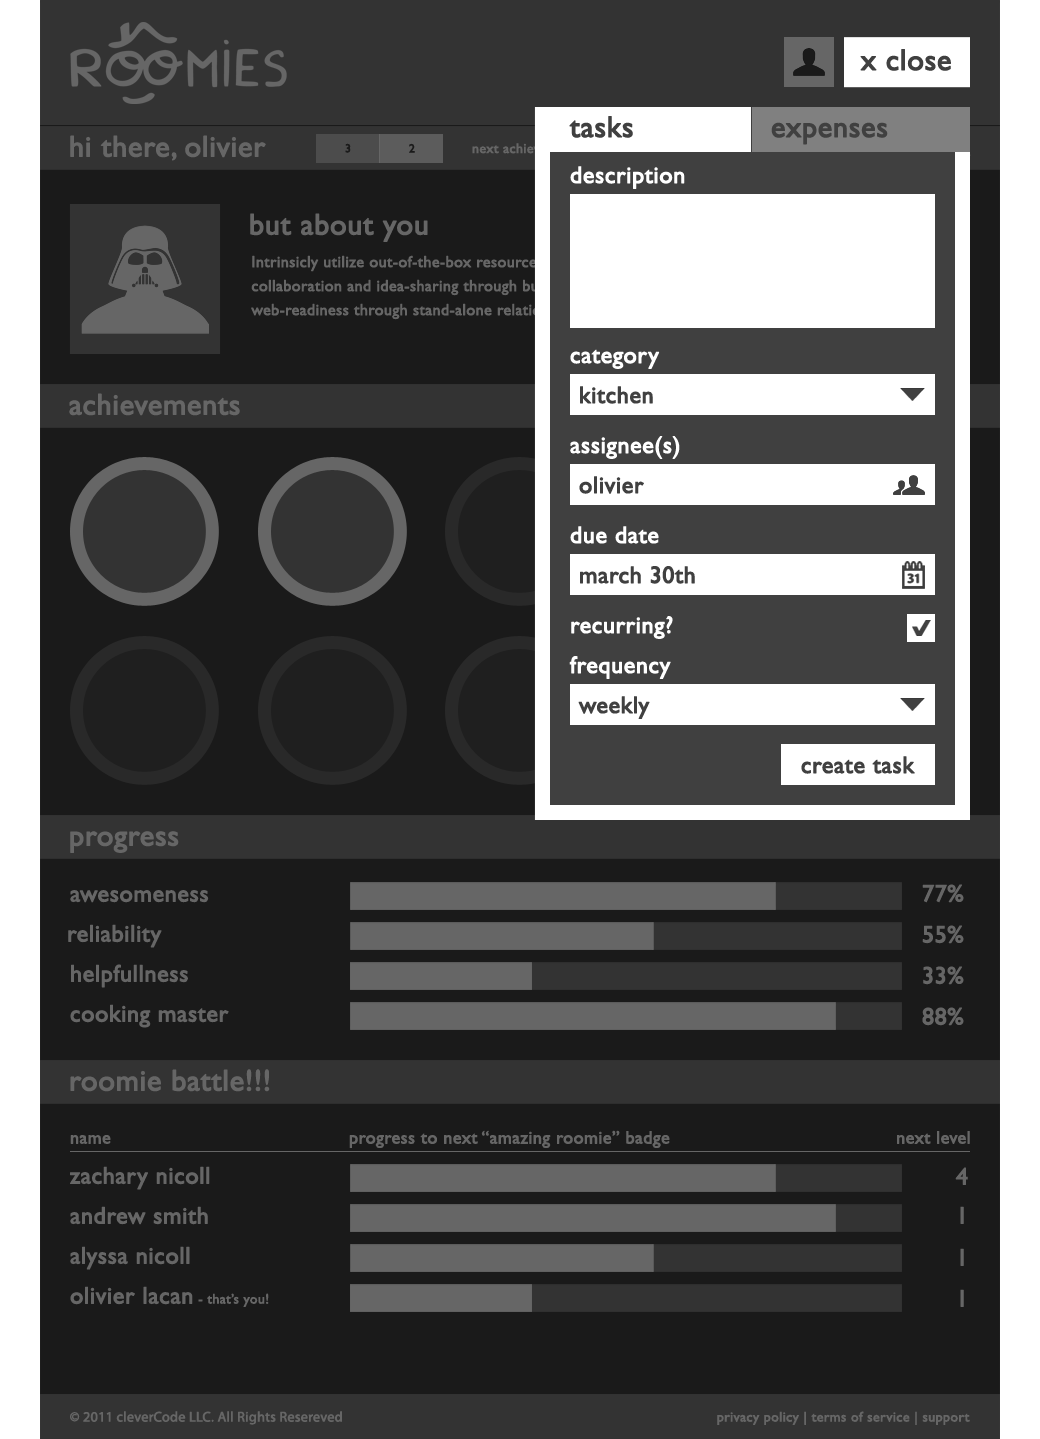 ROOMIES
x close
tasks
expenses
hi there, olivier
3
2
next achiev
description
but about you
Intrinsicly utilize out-of-the-box resource
collaboration and idea-sharing through bu
web-readiness through stand-alone relati
category
kitchen
achievements
assignee(s)
olivier
due date
march 30th
31
recurring?
frequency
weekly
create task
progress
awesomeness 77%
reliability 55%
helpfullness 33%
cooking master 88%
roomie battle!!!
name progress to next “amazing roomie” badge next level
zachary nicoll 4
andrew smith 1
alyssa nicoll 1
olivier lacan - that's you! 1
© 2011 cleverCode LLC. All Rights Resereved privacy policy | terms of service | support